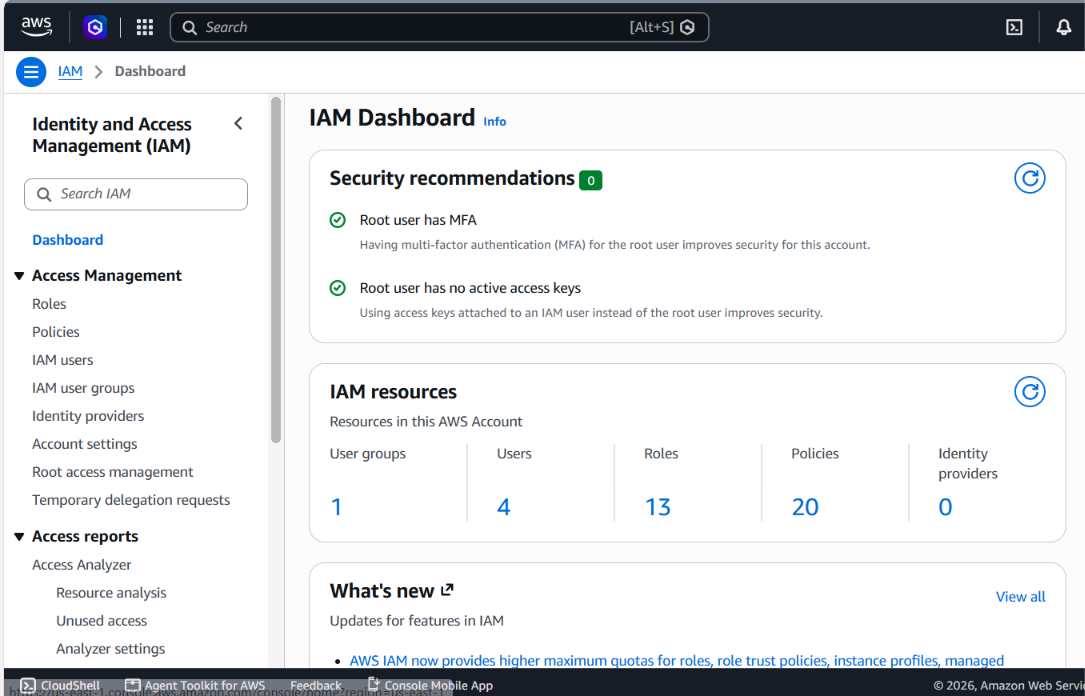 aws
Search [Alt+S]
IAM > Dashboard
Identity and Access
Management (IAM)
Search IAM
Dashboard
Access Management
Roles
Policies
IAM users
IAM user groups
Identity providers
Account settings
Root access management
Temporary delegation requests
Access reports
Access Analyzer
Resource analysis
Unused access
Analyzer settings
IAM Dashboard Info
Security recommendations 0
Root user has MFA
Having multi-factor authentication (MFA) for the root user improves security for this account.
Root user has no active access keys
Using access keys attached to an IAM user instead of the root user improves security.
IAM resources
Resources in this AWS Account
User groups
1
Users
4
Roles
13
Policies
20
Identity
providers
0
What's new
View all
Updates for features in IAM
AWS IAM now provides higher maximum quotas for roles, role trust policies, instance profiles, managed
CloudShell Agent Toolkit for AWS Feedback Console Mobile App © 2026, Amazon Web Servi